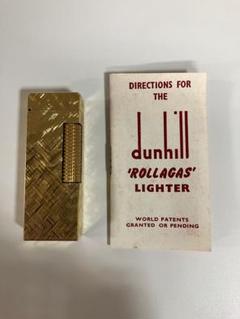 DIRECTIONS FOR
THE
dunhill
'ROLLAGAS'
LIGHTER
WORLD PATENTS
GRANTED OR PENDING